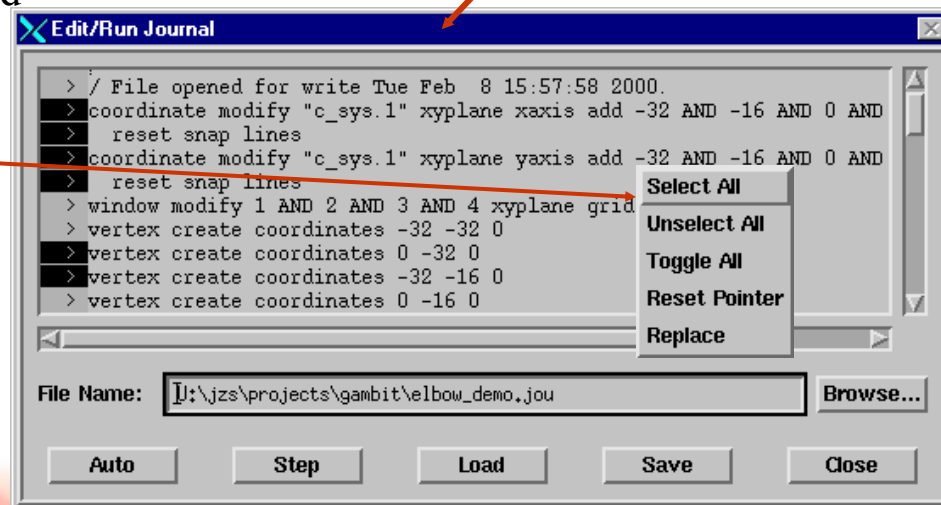 Edit/Run Journal
> / File opened for write Tue Feb  8 15:57:58 2000.
> coordinate modify "c_sys.1" xyplane xaxis add -32 AND -16 AND 0 AND
>   reset snap lines
> coordinate modify "c_sys.1" xyplane yaxis add -32 AND -16 AND 0 AND
>   reset snap lines
> window modify 1 AND 2 AND 3 AND 4 xyplane grid
> vertex create coordinates -32 -32 0
> vertex create coordinates 0 -32 0
> vertex create coordinates -32 -16 0
> vertex create coordinates 0 -16 0
Select All
Unselect All
Toggle All
Reset Pointer
Replace
File Name: U:\jzs\projects\gambit\elbow_demo.jou Browse...
Auto Step Load Save Close